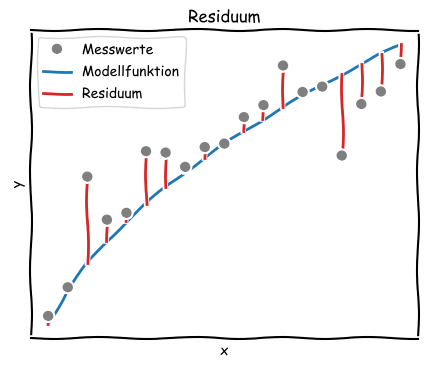 Residuum
Messwerte
Modellfunktion
Residuum
y
x